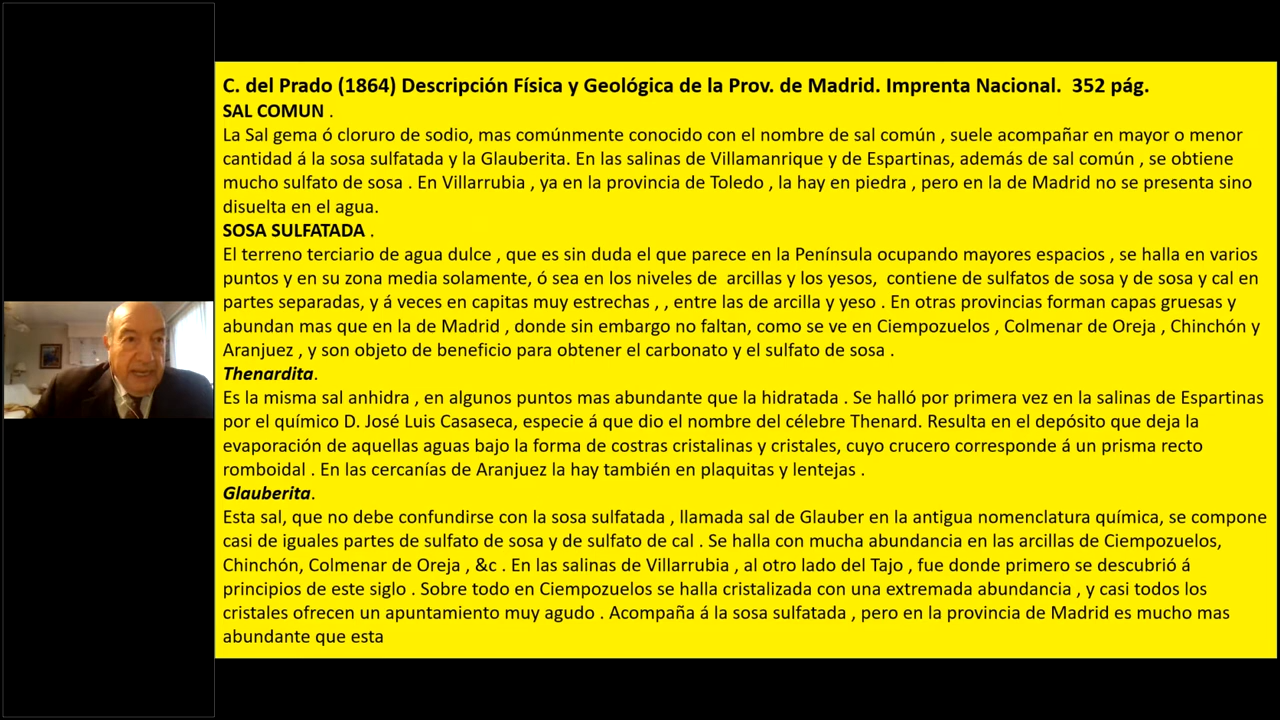 C. del Prado (1864) Descripción Física y Geológica de la Prov. de Madrid. Imprenta Nacional.  352 pág.
SAL COMUN .
La Sal gema ó cloruro de sodio, mas comúnmente conocido con el nombre de sal común , suele acompañar en mayor o menor
cantidad á la sosa sulfatada y la Glauberita. En las salinas de Villamanrique y de Espartinas, además de sal común , se obtiene
mucho sulfato de sosa . En Villarrubia , ya en la provincia de Toledo , la hay en piedra , pero en la de Madrid no se presenta sino
disuelta en el agua.
SOSA SULFATADA .
El terreno terciario de agua dulce , que es sin duda el que parece en la Península ocupando mayores espacios , se halla en varios
puntos y en su zona media solamente, ó sea en los niveles de  arcillas y los yesos,  contiene de sulfatos de sosa y de sosa y cal en
partes separadas, y á veces en capitas muy estrechas , , entre las de arcilla y yeso . En otras provincias forman capas gruesas y
abundan mas que en la de Madrid , donde sin embargo no faltan, como se ve en Ciempozuelos , Colmenar de Oreja , Chinchón y
Aranjuez , y son objeto de beneficio para obtener el carbonato y el sulfato de sosa .
Thenardita.
Es la misma sal anhidra , en algunos puntos mas abundante que la hidratada . Se halló por primera vez en la salinas de Espartinas
por el químico D. José Luis Casaseca, especie á que dio el nombre del célebre Thenard. Resulta en el depósito que deja la
evaporación de aquellas aguas bajo la forma de costras cristalinas y cristales, cuyo crucero corresponde á un prisma recto
romboidal . En las cercanías de Aranjuez la hay también en plaquitas y lentejas .
Glauberita.
Esta sal, que no debe confundirse con la sosa sulfatada , llamada sal de Glauber en la antigua nomenclatura química, se compone
casi de iguales partes de sulfato de sosa y de sulfato de cal . Se halla con mucha abundancia en las arcillas de Ciempozuelos,
Chinchón, Colmenar de Oreja , &c . En las salinas de Villarrubia , al otro lado del Tajo , fue donde primero se descubrió á
principios de este siglo . Sobre todo en Ciempozuelos se halla cristalizada con una extremada abundancia , y casi todos los
cristales ofrecen un apuntamiento muy agudo . Acompaña á la sosa sulfatada , pero en la provincia de Madrid es mucho mas
abundante que esta